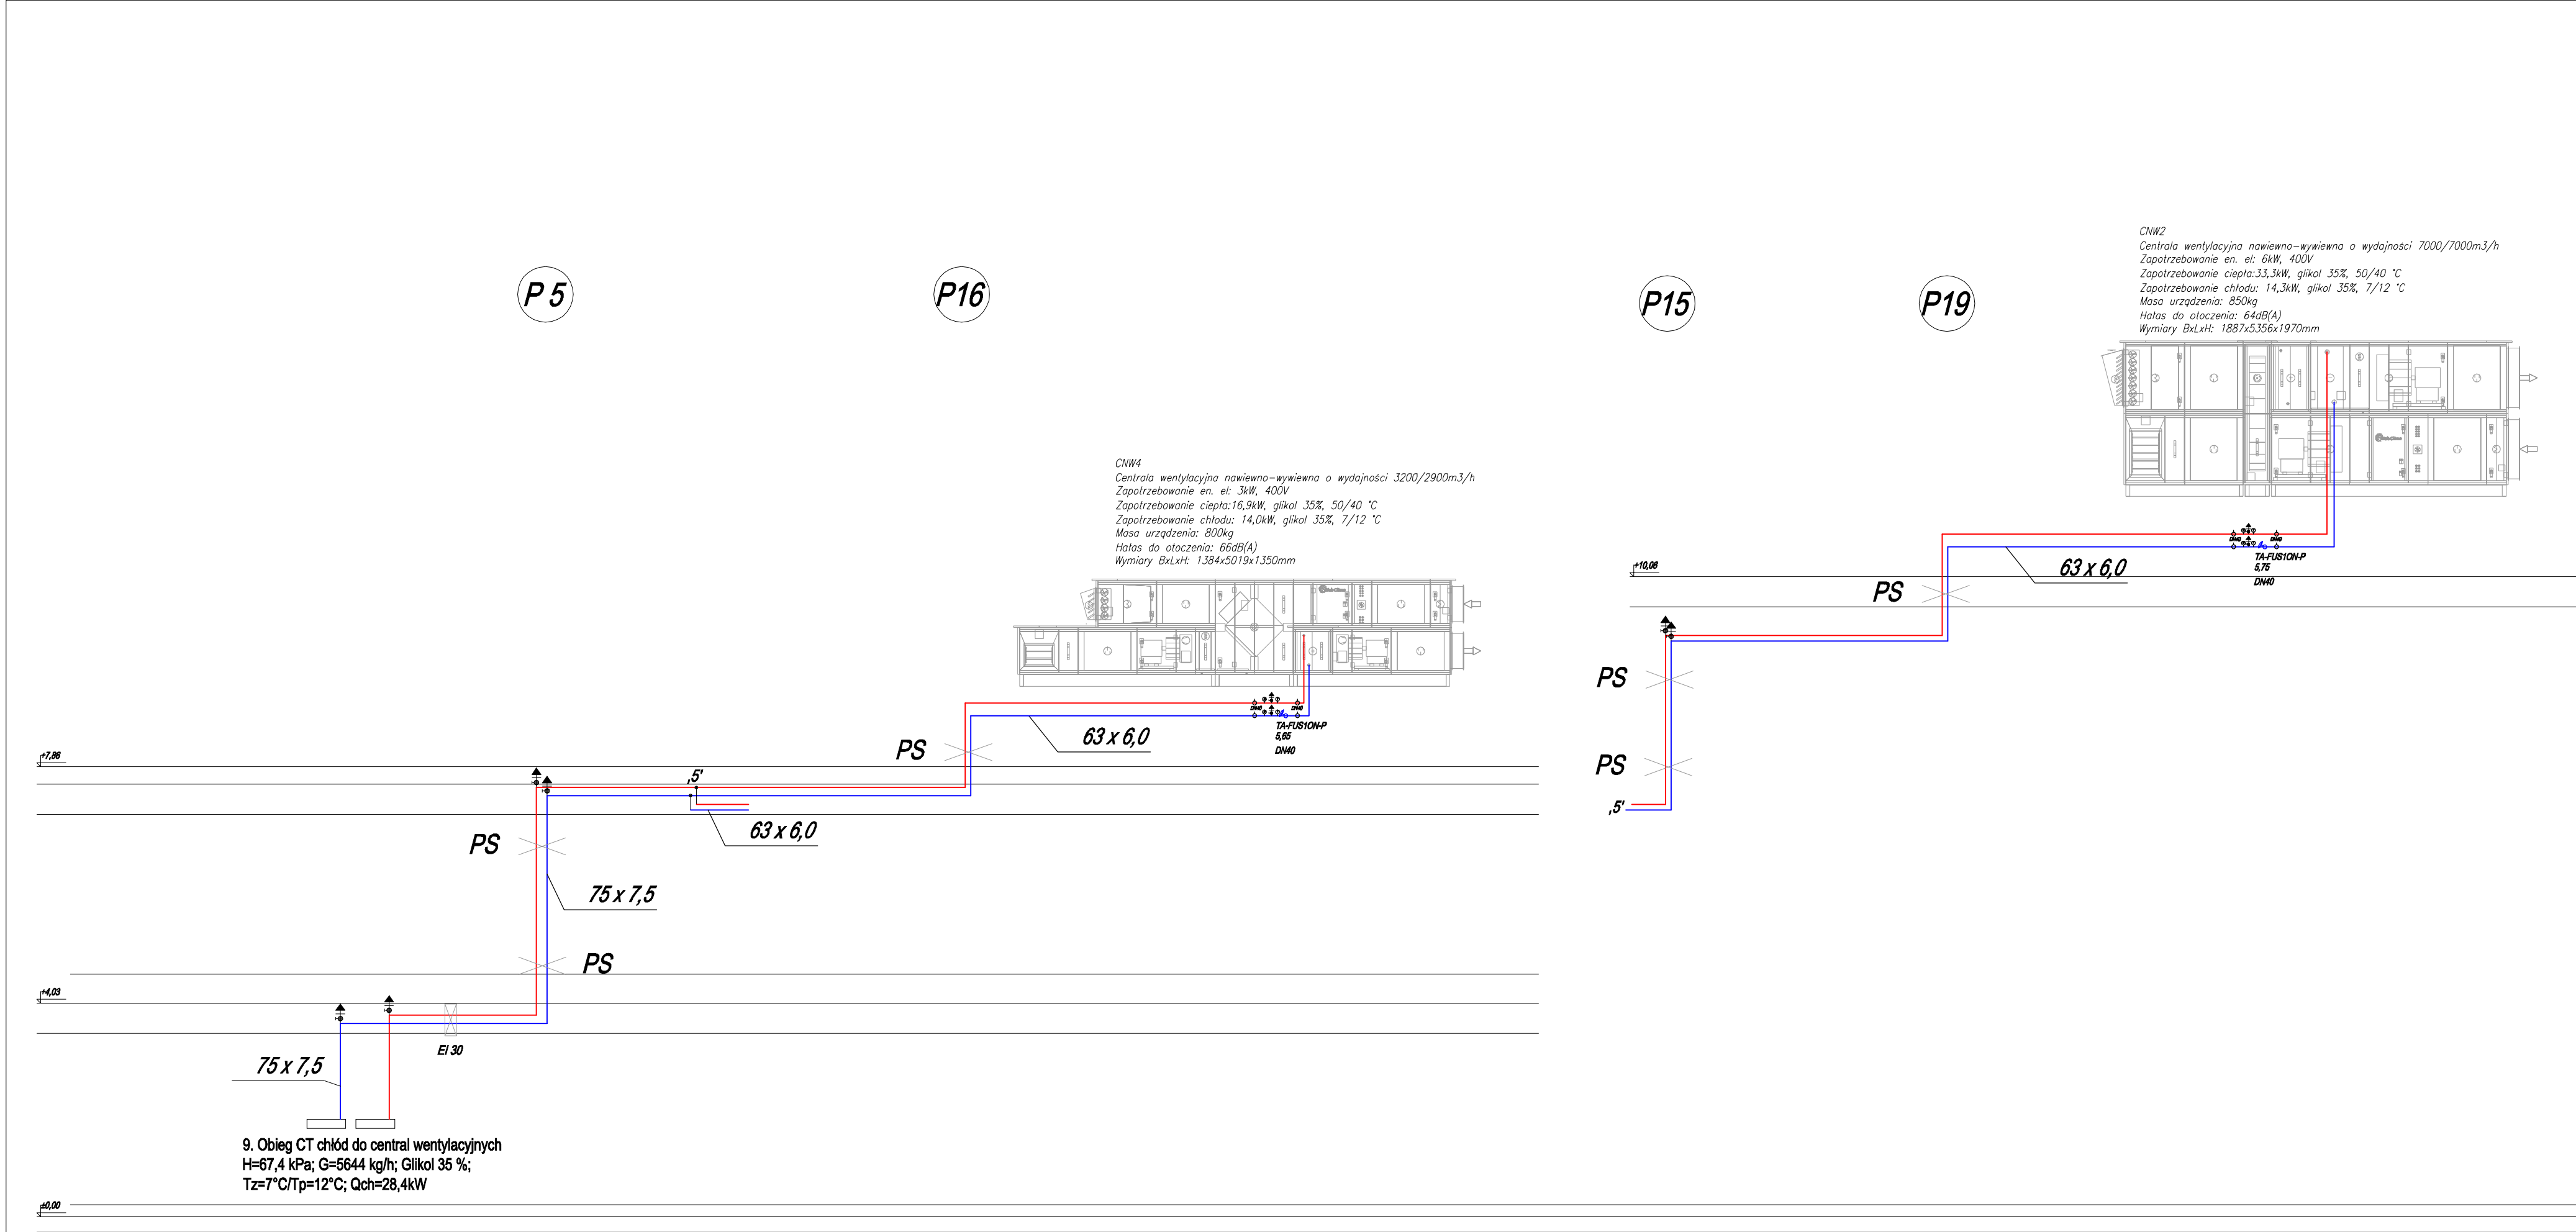 CNW2
Centrala wentylacyjna nawiewno-wywiewna o wydajności 7000/7000m3/h
Zapotrzebowanie en. el: 6kW, 400V
Zapotrzebowanie ciepła:33,3kW, glikol 35%, 50/40 °C
Zapotrzebowanie chłodu: 14,3kW, glikol 35%, 7/12 °C
Masa urządzenia: 850kg
Hałas do otoczenia: 64dB(A)
Wymiary BxLxH: 1887x5356x1970mm
P 5
P16
P15
P19
CNW4
Centrala wentylacyjna nawiewno-wywiewna o wydajności 3200/2900m3/h
Zapotrzebowanie en. el: 3kW, 400V
Zapotrzebowanie ciepła:16,9kW, glikol 35%, 50/40 °C
Zapotrzebowanie chłodu: 14,0kW, glikol 35%, 7/12 °C
Masa urządzenia: 800kg
Hałas do otoczenia: 66dB(A)
Wymiary BxLxH: 1384x5019x1350mm
DN40
DN40
TA-FUS1ON-P
5,75
DN40
63 x 6,0
+10,06
PS
PS
DN40
DN40
TA-FUS1ON-P
5,65
DN40
63 x 6,0
PS
PS
+7,86
,5'
,5'
63 x 6,0
PS
75 x 7,5
PS
+4,03
EI 30
75 x 7,5
9. Obieg CT chłód do central wentylacyjnych
H=67,4 kPa; G=5644 kg/h; Glikol 35 %;
Tz=7°C/Tp=12°C; Qch=28,4kW
±0,00